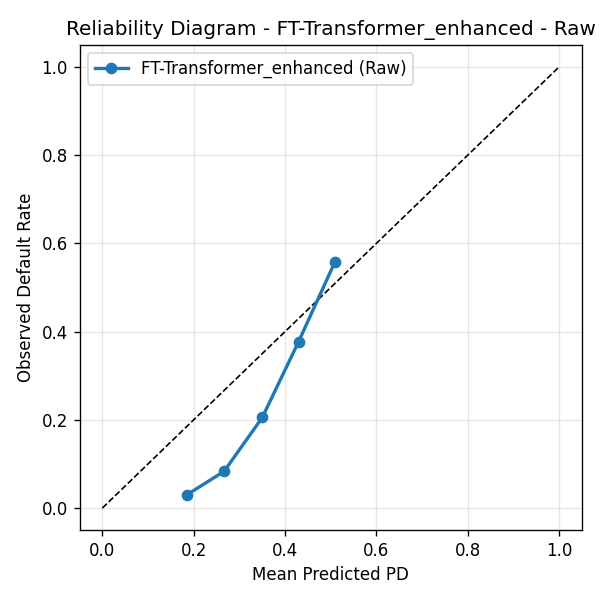 Reliability Diagram - FT-Transformer_enhanced - Raw
FT-Transformer_enhanced (Raw)
1.0
0.8
0.6
0.4
0.2
0.0
Observed Default Rate
0.0 0.2 0.4 0.6 0.8 1.0
Mean Predicted PD